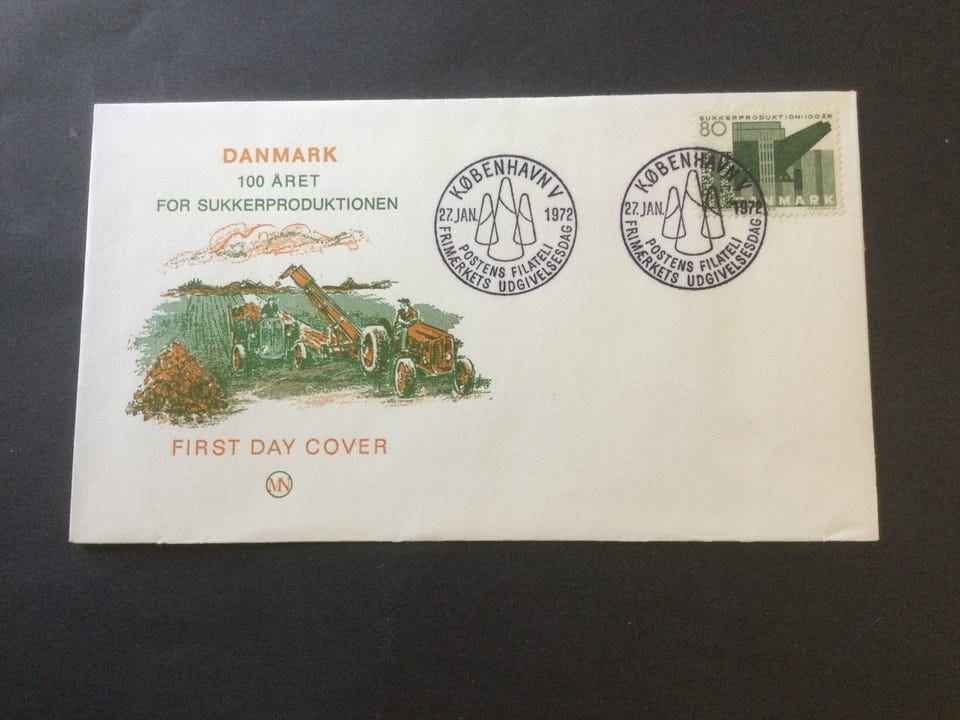 DANMARK
100 ÅRET
FOR SUKKERPRODUKTIONEN
FIRST DAY COVER
MN
KØBENHAVN V
27. JAN. 1972
POSTENS FILATELI
FRIMÆRKETS UDGIVELSESDAG
KØBENHAVN V
27. JAN. 1972
POSTENS FILATELI
FRIMÆRKETS UDGIVELSESDAG
SUKKERPRODUKTION·100 ÅR
80
DANMARK